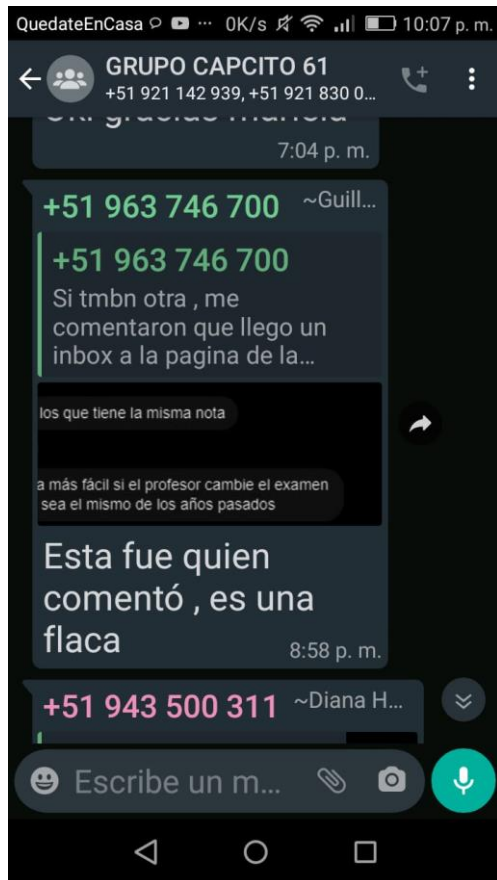 QuedateEnCasa ... 0K/s 10:07 p. m.
GRUPO CAPCITO 61
+51 921 142 939, +51 921 830 0...
Ok. gracias
7:04 p. m.
+51 963 746 700 ~Guill...
+51 963 746 700
Si tmbn otra , me
comentaron que llego un
inbox a la pagina de la...
los que tiene la misma nota
a más fácil si el profesor cambie el examen
sea el mismo de los años pasados
Esta fue quien
comentó , es una
flaca
8:58 p. m.
+51 943 500 311 ~Diana H...
Escribe un m...